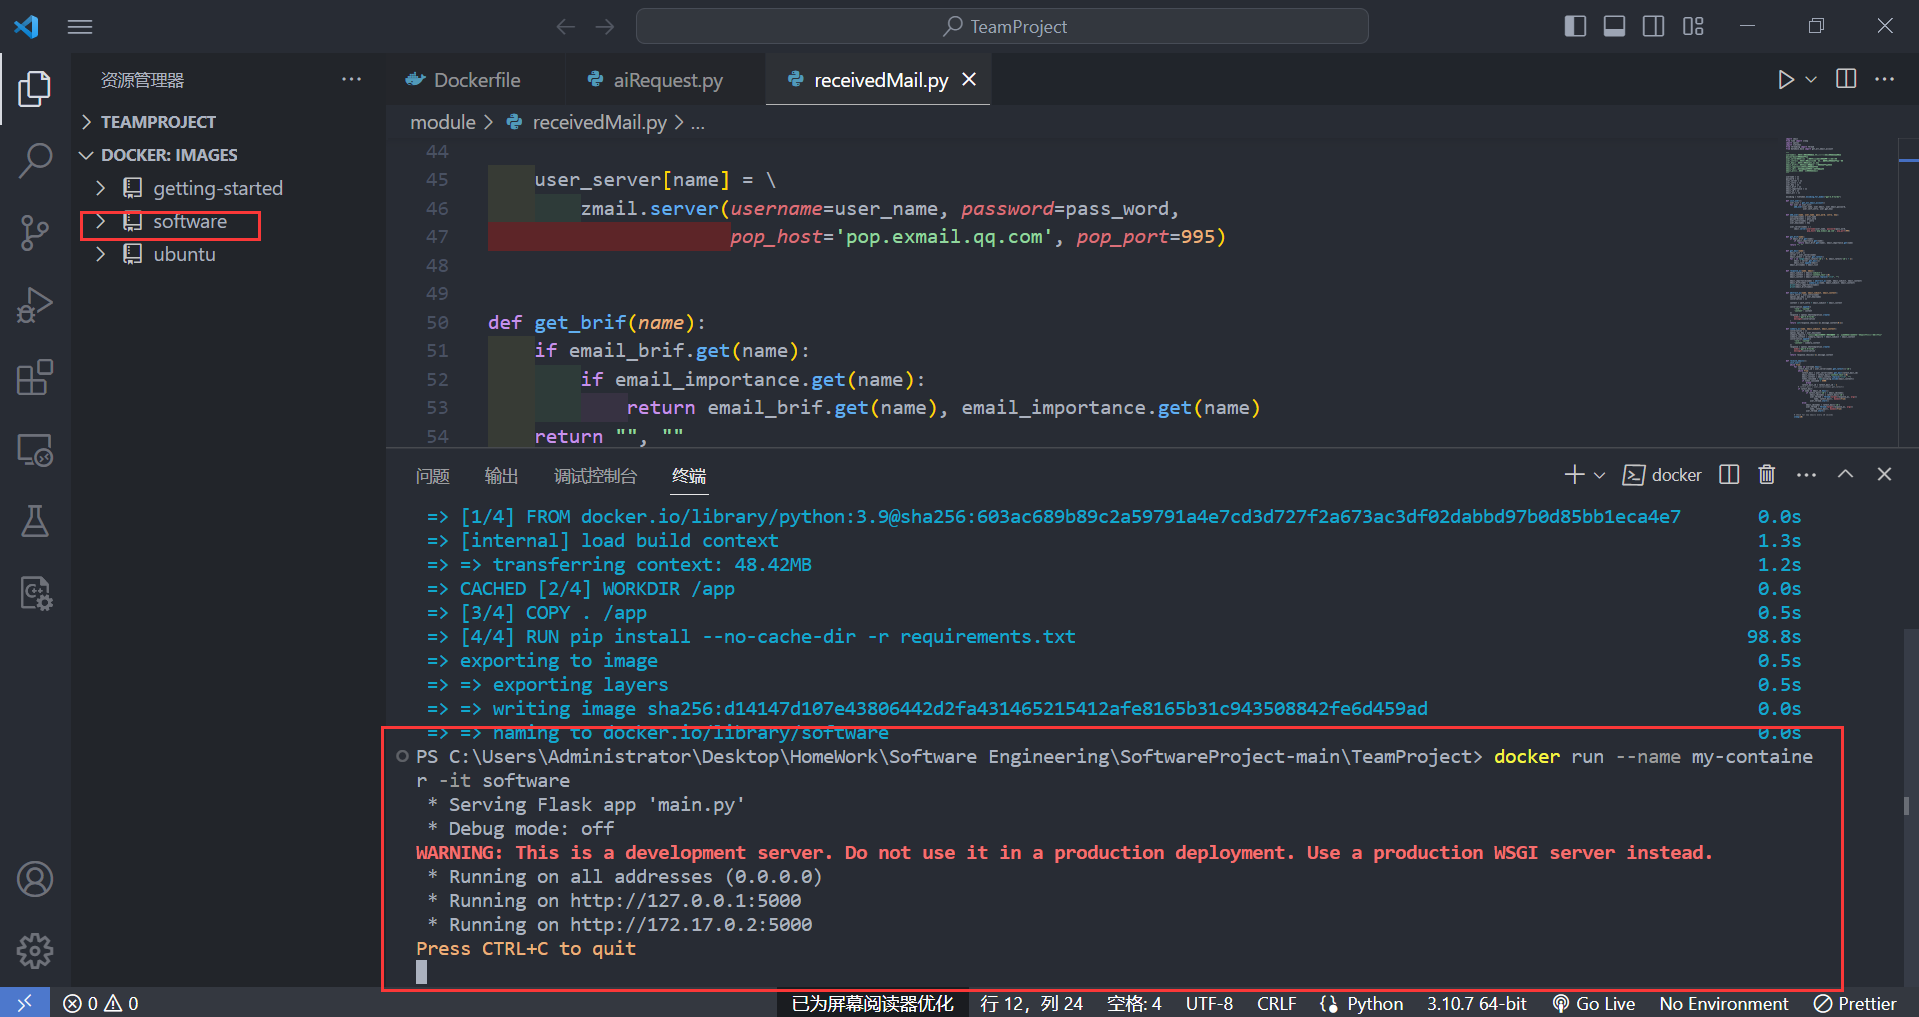 TeamProject
资源管理器
TEAMPROJECT
DOCKER: IMAGES
getting-started
software
ubuntu
Dockerfile
aiRequest.py
receivedMail.py
module > receivedMail.py > ...
44
45 user_server[name] = \
46 zmail.server(username=user_name, password=pass_word,
47 pop_host='pop.exmail.qq.com', pop_port=995)
48
49
50 def get_brif(name):
51 if email_brif.get(name):
52 if email_importance.get(name):
53 return email_brif.get(name), email_importance.get(name)
54 return "", ""
问题 输出 调试控制台 终端
docker
=> [1/4] FROM docker.io/library/python:3.9@sha256:603ac689b89c2a59791a4e7cd3d727f2a673ac3df02dabbd97b0d85bb1eca4e7 0.0s
=> [internal] load build context 1.3s
=> => transferring context: 48.42MB 1.2s
=> CACHED [2/4] WORKDIR /app 0.0s
=> [3/4] COPY . /app 0.5s
=> [4/4] RUN pip install --no-cache-dir -r requirements.txt 98.8s
=> exporting to image 0.5s
=> => exporting layers 0.5s
=> => writing image sha256:d14147d107e43806442d2fa431465215412afe8165b31c943508842fe6d459ad 0.0s
=> => naming to docker.io/library/software 0.0s
PS C:\Users\Administrator\Desktop\HomeWork\Software Engineering\SoftwareProject-main\TeamProject> docker run --name my-containe
r -it software
* Serving Flask app 'main.py'
* Debug mode: off
WARNING: This is a development server. Do not use it in a production deployment. Use a production WSGI server instead.
* Running on all addresses (0.0.0.0)
* Running on http://127.0.0.1:5000
* Running on http://172.17.0.2:5000
Press CTRL+C to quit
0 0
已为屏幕阅读器优化 行 12，列 24 空格: 4 UTF-8 CRLF Python 3.10.7 64-bit Go Live No Environment Prettier